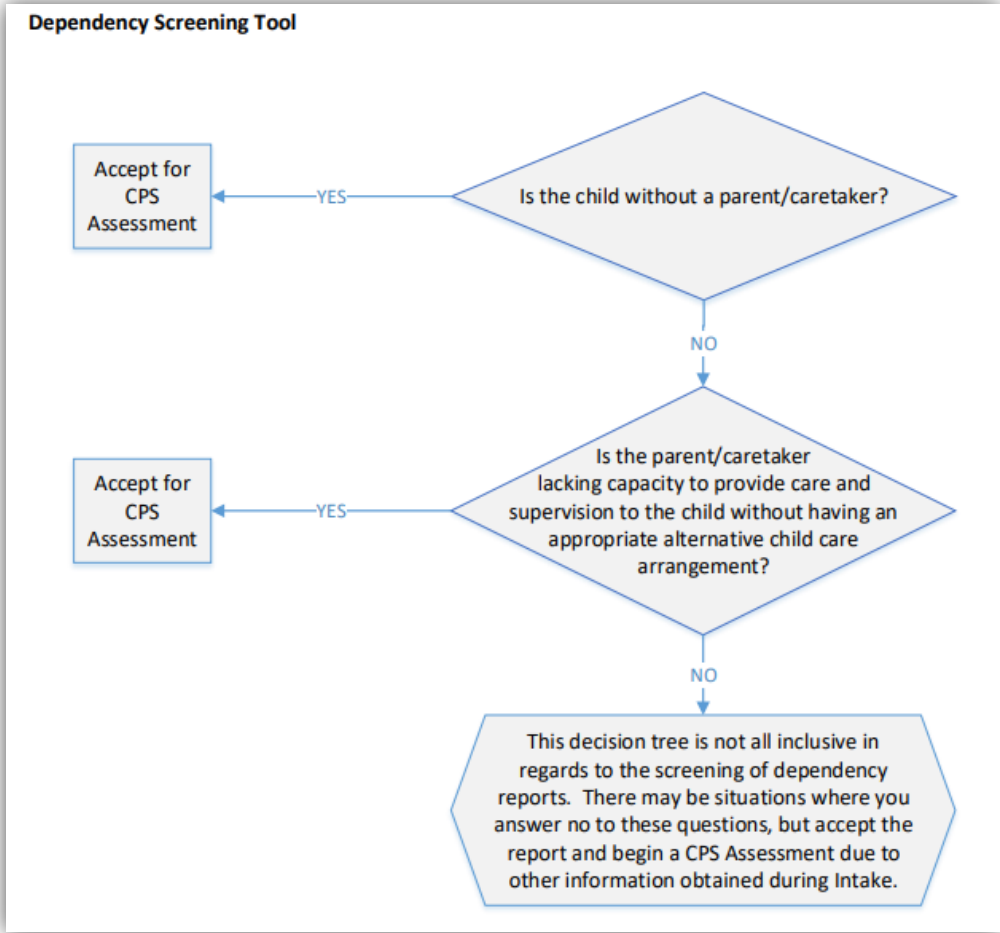 Dependency Screening Tool
Accept for
CPS
Assessment
YES
Is the child without a parent/caretaker?
NO
Accept for
CPS
Assessment
YES
Is the parent/caretaker
lacking capacity to provide care and
supervision to the child without having an
appropriate alternative child care
arrangement?
NO
This decision tree is not all inclusive in
regards to the screening of dependency
reports.  There may be situations where you
answer no to these questions, but accept the
report and begin a CPS Assessment due to
other information obtained during Intake.